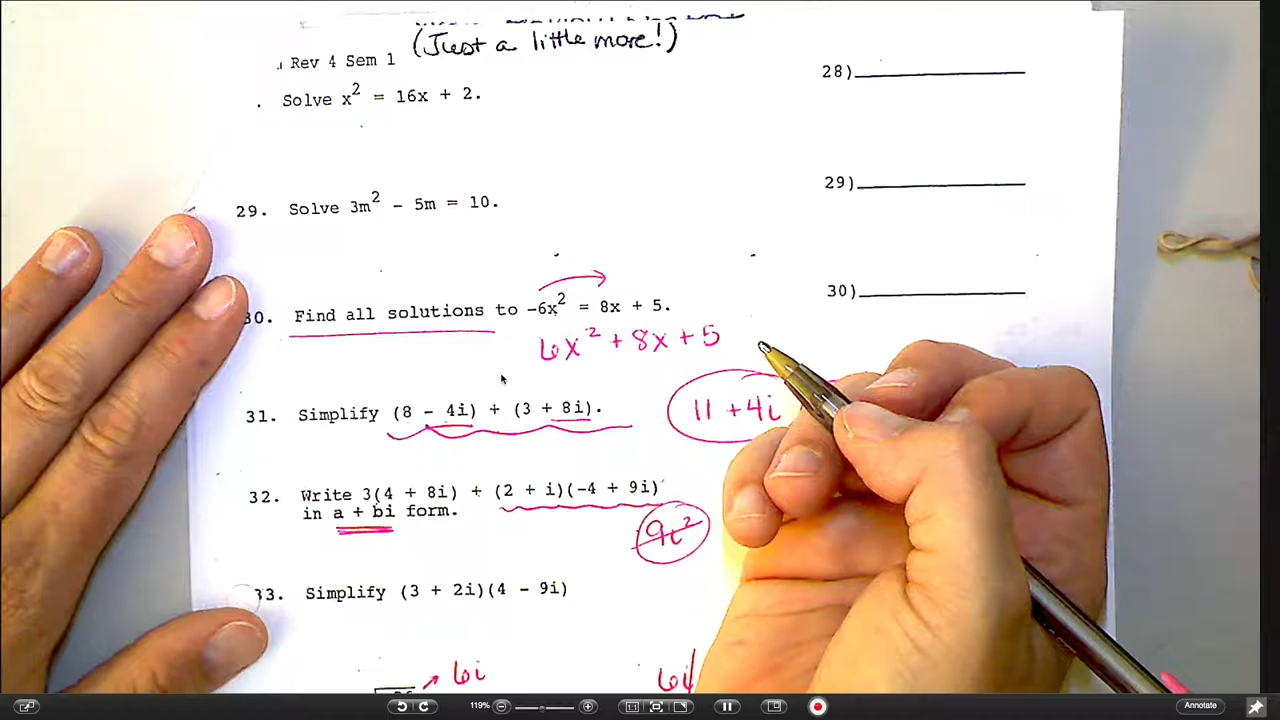 (Just a little more!)
Rev 4 Sem 1
. Solve x² = 16x + 2.
28)
29. Solve 3m² - 5m = 10.
29)
30. Find all solutions to -6x² = 8x + 5.
30)
6x² + 8x + 5
31. Simplify (8 - 4i) + (3 + 8i).
11 + 4i
32. Write 3(4 + 8i) + (2 + i)(-4 + 9i)
in a + bi form.
9i²
33. Simplify (3 + 2i)(4 - 9i)
6i
6i
119%
1:1
Annotate